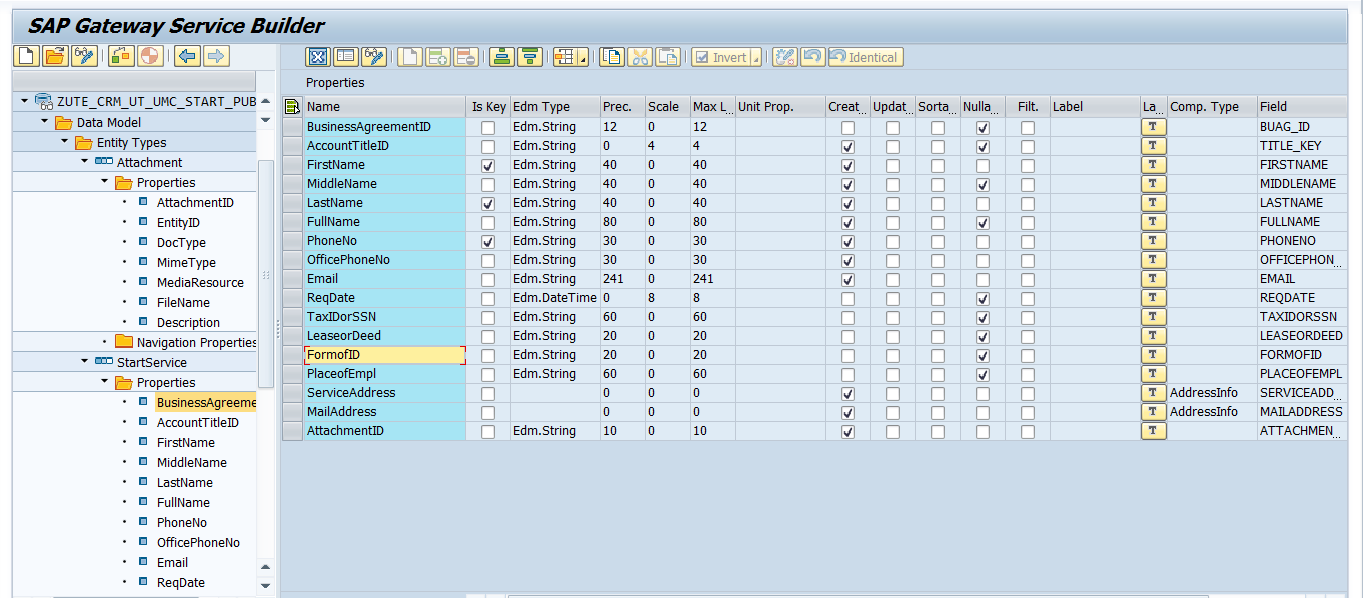 SAP Gateway Service Builder
Invert
Identical
ZUTE_CRM_UT_UMC_START_PUB
Data Model
Entity Types
Attachment
Properties
AttachmentID
EntityID
DocType
MimeType
MediaResource
FileName
Description
Navigation Properties
StartService
Properties
BusinessAgreeme
AccountTitleID
FirstName
MiddleName
LastName
FullName
PhoneNo
OfficePhoneNo
Email
ReqDate
Properties
Name Is Key Edm Type Prec. Scale Max L... Unit Prop. Creat... Updat... Sorta... Nulla... Filt. Label La... Comp. Type Field
BusinessAgreementID Edm.String 12 0 12 T BUAG_ID
AccountTitleID Edm.String 0 4 4 T TITLE_KEY
FirstName Edm.String 40 0 40 T FIRSTNAME
MiddleName Edm.String 40 0 40 T MIDDLENAME
LastName Edm.String 40 0 40 T LASTNAME
FullName Edm.String 80 0 80 T FULLNAME
PhoneNo Edm.String 30 0 30 T PHONENO
OfficePhoneNo Edm.String 30 0 30 T OFFICEPHON...
Email Edm.String 241 0 241 T EMAIL
ReqDate Edm.DateTime 0 8 8 T REQDATE
TaxIDorSSN Edm.String 60 0 60 T TAXIDORSSN
LeaseorDeed Edm.String 20 0 20 T LEASEORDEED
FormofID Edm.String 20 0 20 T FORMOFID
PlaceofEmpl Edm.String 60 0 60 T PLACEOFEMPL
ServiceAddress 0 0 0 T AddressInfo SERVICEADD...
MailAddress 0 0 0 T AddressInfo MAILADDRESS
AttachmentID Edm.String 10 0 10 T ATTACHMEN...